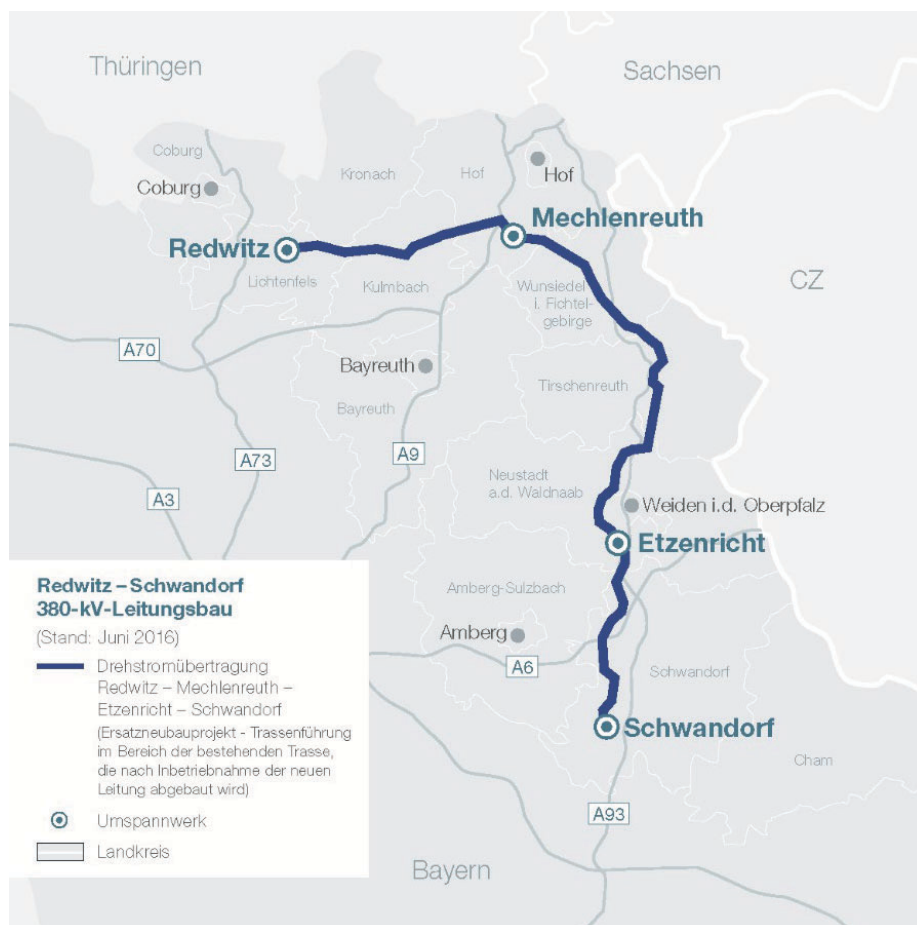 Thüringen
Sachsen
Coburg
Kronach
Hof
Hof
Coburg
Mechlenreuth
Redwitz
Lichtenfels
Kulmbach
Wunsiedel
i. Fichtel-
gebirge
CZ
A70
Bayreuth
Tirschenreuth
Bayreuth
A73
A9
A3
Neustadt
a.d. Waldnaab
Weiden i.d. Oberpfalz
Etzenricht
Amberg-Sulzbach
Amberg
A6
Schwandorf
Schwandorf
Cham
A93
Bayern
Redwitz – Schwandorf
380-kV-Leitungsbau
(Stand: Juni 2016)
Drehstromübertragung
Redwitz – Mechlenreuth –
Etzenricht – Schwandorf
(Ersatzneubauprojekt - Trassenführung
im Bereich der bestehenden Trasse,
die nach Inbetriebnahme der neuen
Leitung abgebaut wird)
Umspannwerk
Landkreis